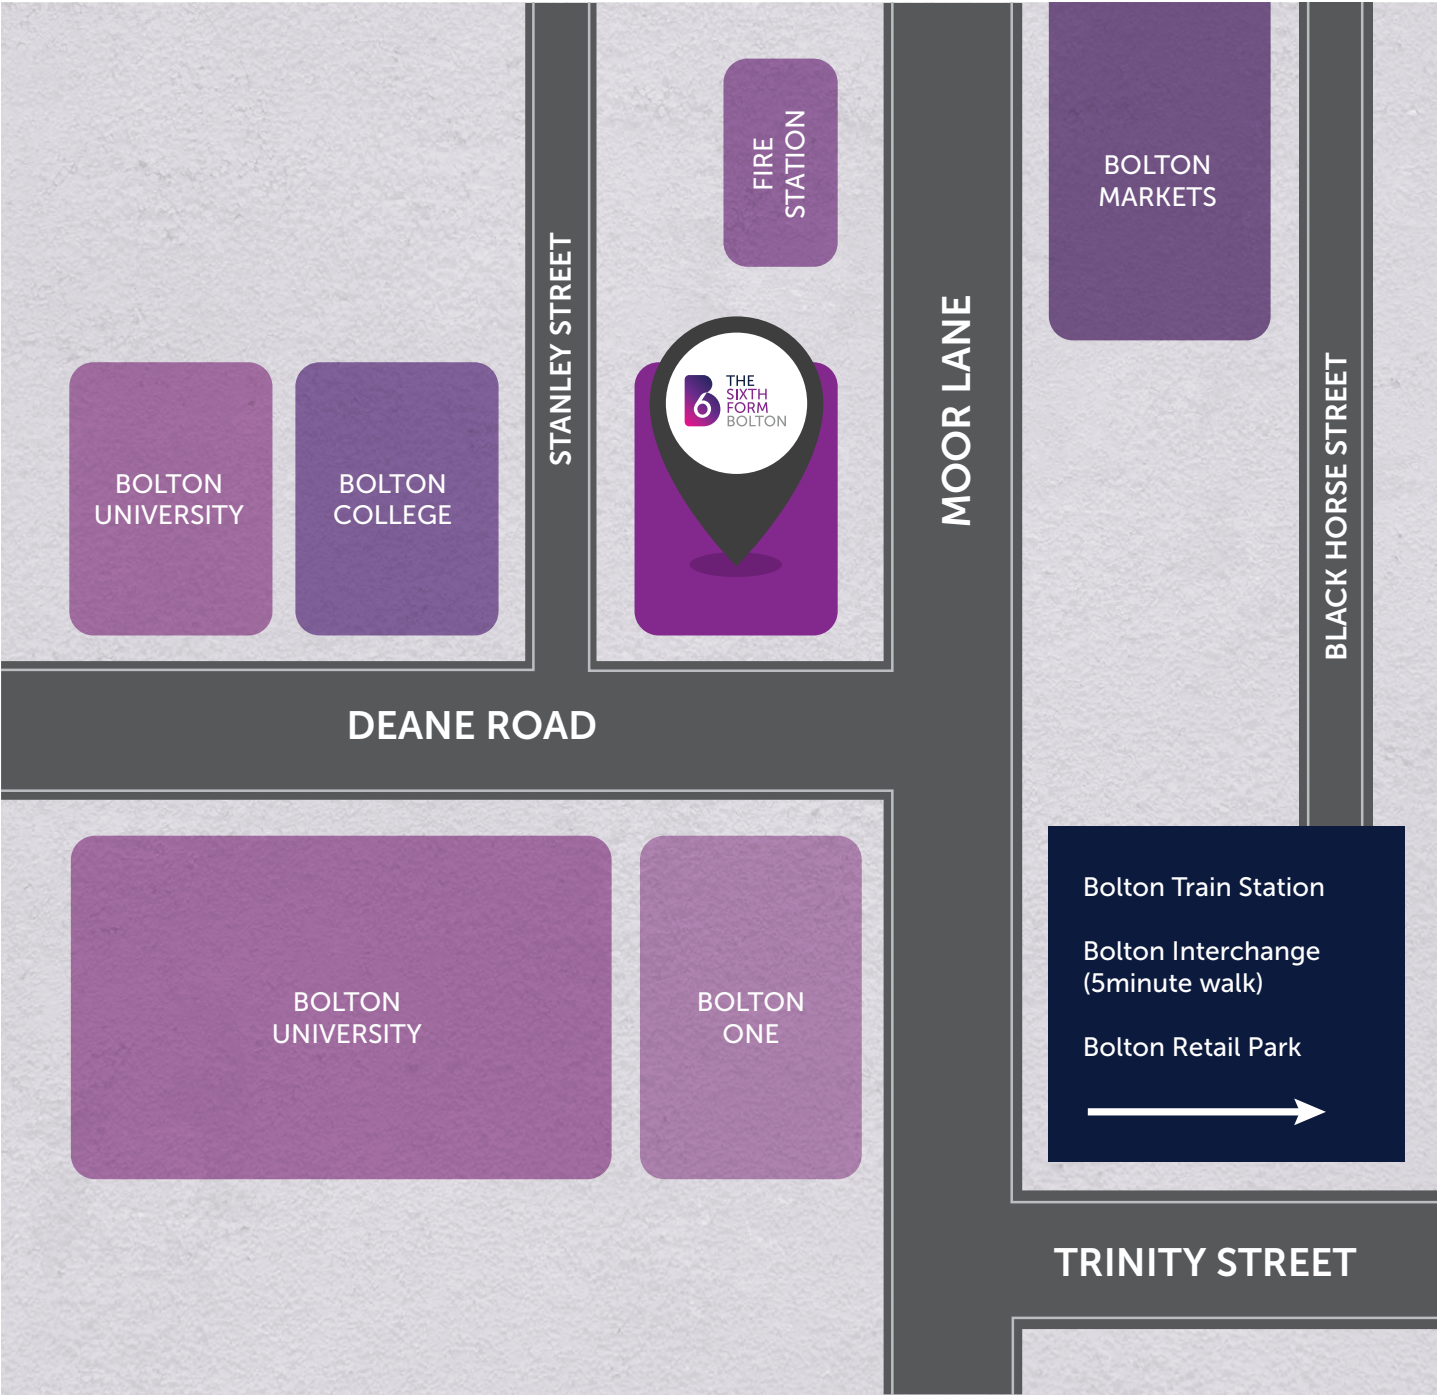 FIRE
STATION
BOLTON
MARKETS
STANLEY STREET
MOOR LANE
BLACK HORSE STREET
B6
THE
SIXTH
FORM
BOLTON
BOLTON
UNIVERSITY
BOLTON
COLLEGE
DEANE ROAD
BOLTON
UNIVERSITY
BOLTON
ONE
Bolton Train Station
Bolton Interchange
(5minute walk)
Bolton Retail Park
TRINITY STREET